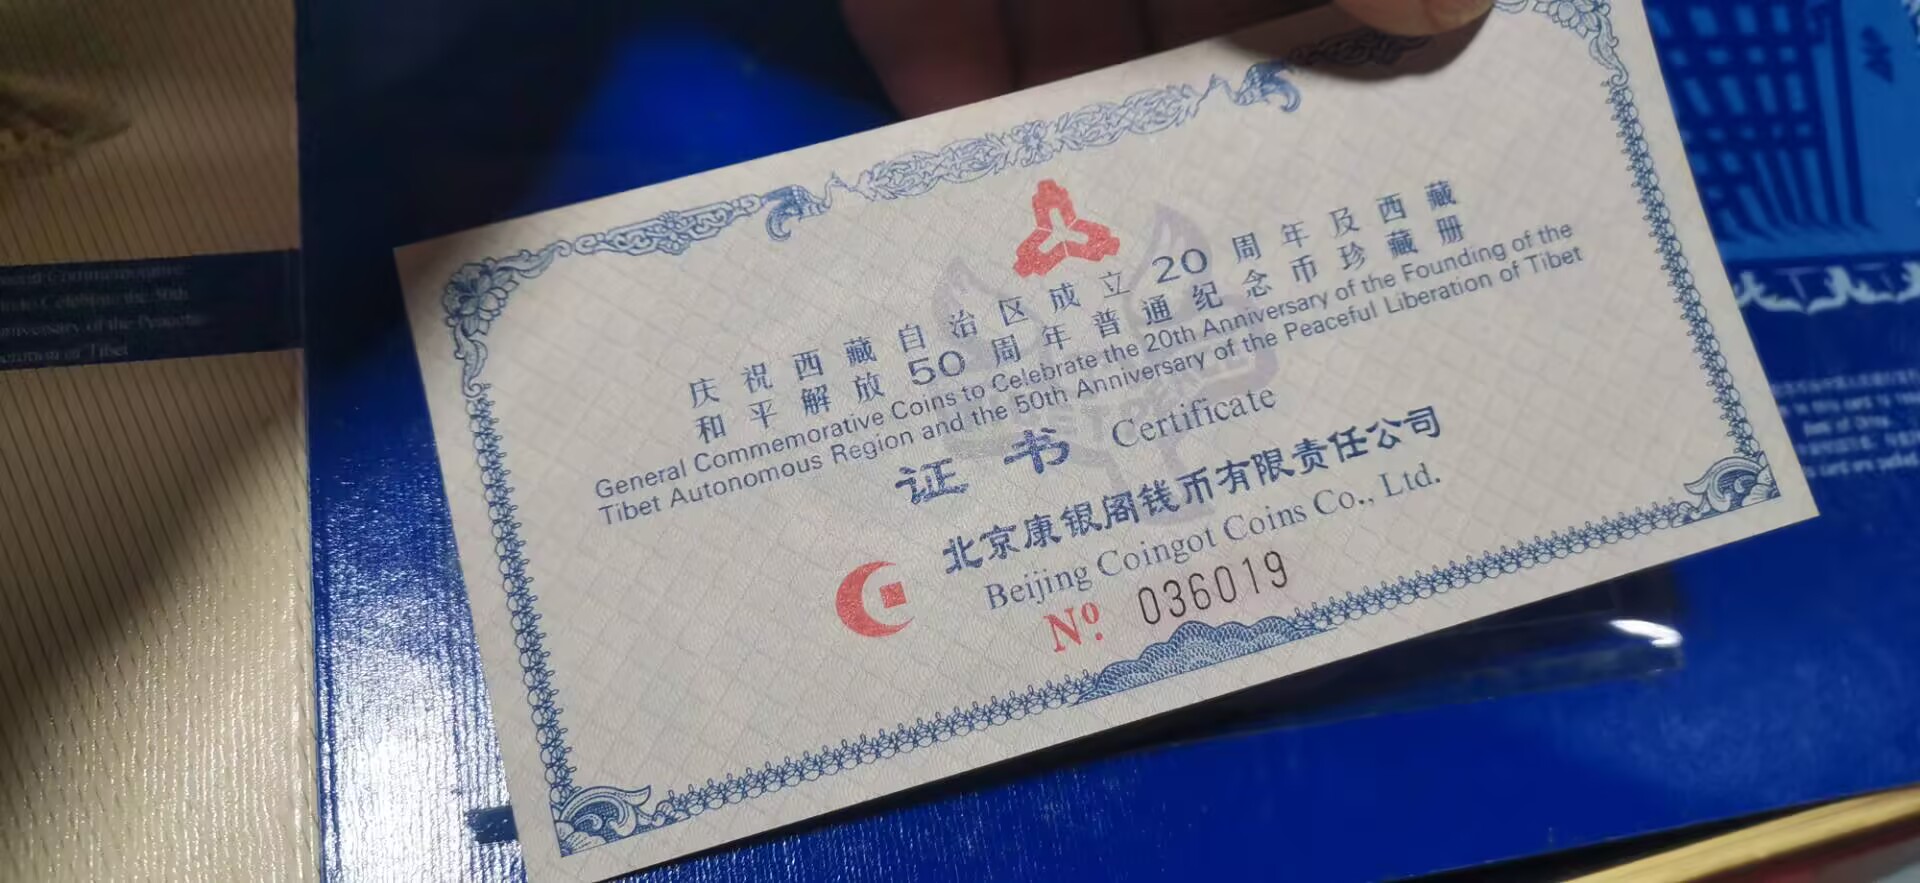 庆祝西藏自治区成立20周年及西藏
和平解放50周年普通纪念币珍藏册
General Commemorative Coins to Celebrate the 20th Anniversary of the Founding of the
Tibet Autonomous Region and the 50th Anniversary of the Peaceful Liberation of Tibet
证书 Certificate
北京康银阁钱币有限责任公司
Beijing Coingot Coins Co., Ltd.
Nº. 036019